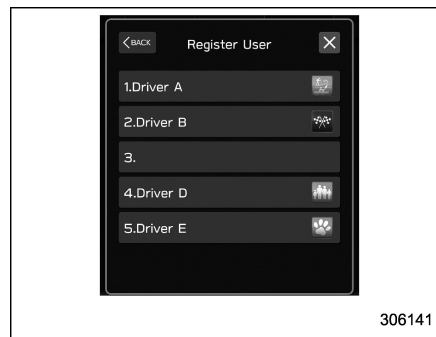 BACK Register User
1.Driver A
2.Driver B
3.
4.Driver D
5.Driver E
306141